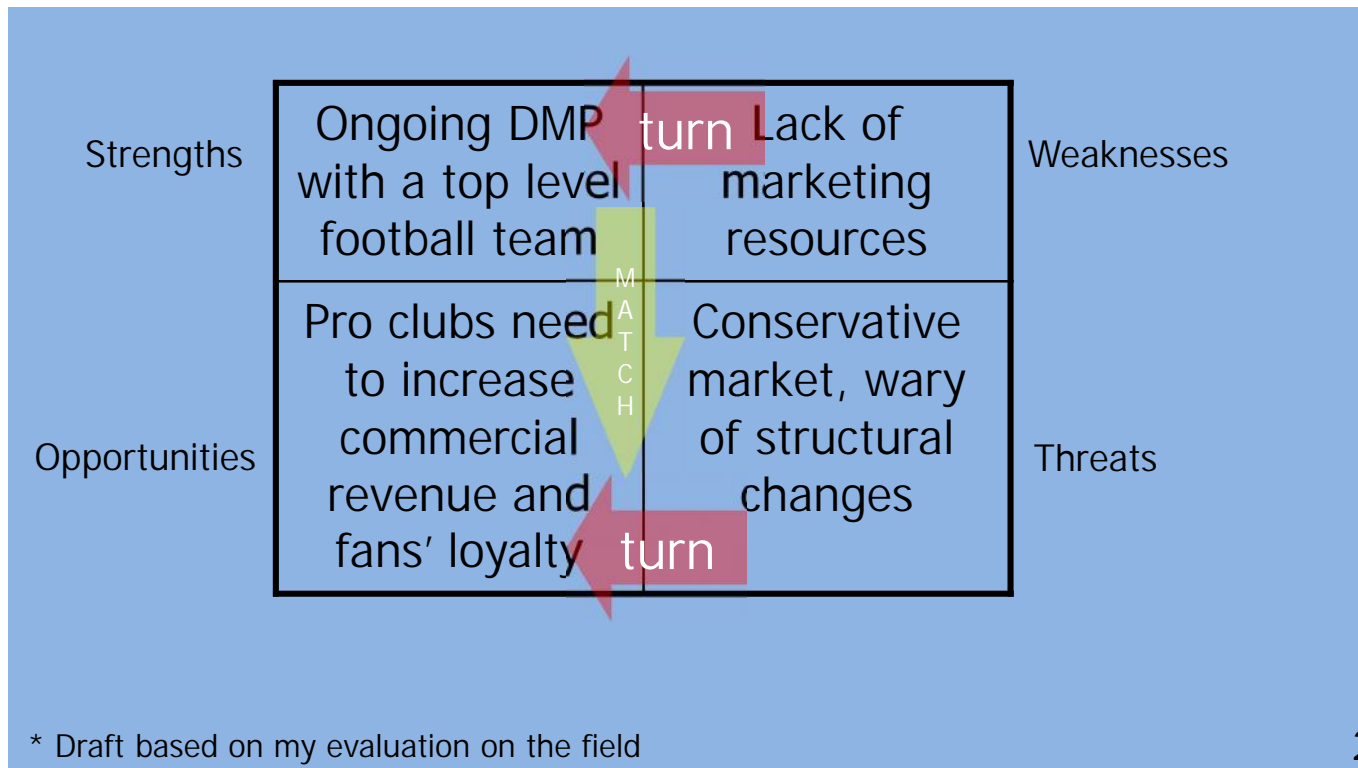 Strengths
Ongoing DMP
with a top level
football team
turn
Lack of
marketing
resources
Weaknesses
MATCH
Opportunities
Pro clubs need
to increase
commercial
revenue and
fans' loyalty
turn
Conservative
market, wary
of structural
changes
Threats
* Draft based on my evaluation on the field